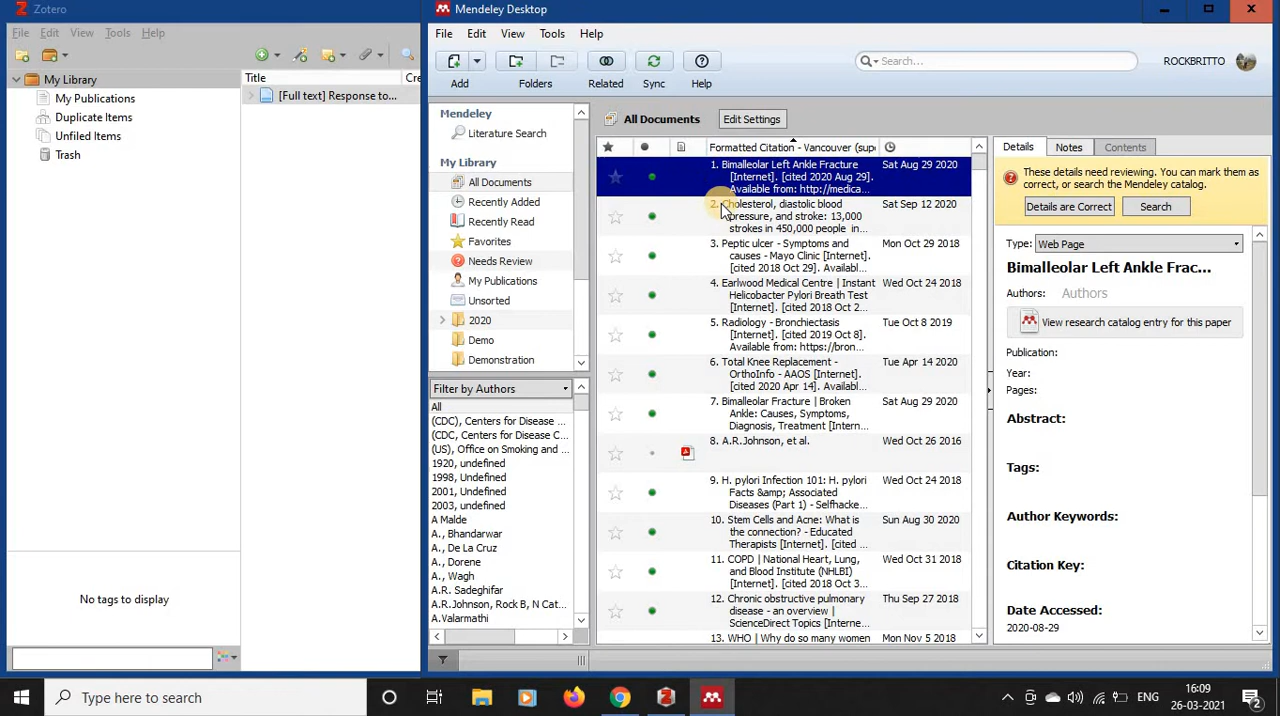 Zotero
File Edit View Tools Help
My Library
My Publications
Duplicate Items
Unfiled Items
Trash
Title
Cre
[Full text] Response to...
No tags to display
Mendeley Desktop
File Edit View Tools Help
Add
Folders
Related
Sync
Help
Search...
ROCKBRITTO
Mendeley
Literature Search
My Library
All Documents
Recently Added
Recently Read
Favorites
Needs Review
My Publications
Unsorted
2020
Demo
Demonstration
Filter by Authors
All
(CDC), Centers for Disease ...
(CDC, Centers for Disease C...
(US), Office on Smoking and ...
1920, undefined
1998, undefined
2001, undefined
2003, undefined
A Malde
A., Bhandarwar
A., De La Cruz
A., Dorene
A., Wagh
A.R. Sadeghifar
A.R.Johnson, Rock B, N Cat...
A.Valarmathi
All Documents
Edit Settings
Formatted Citation - Vancouver (supe
1. Bimalleolar Left Ankle Fracture
[Internet]. [cited 2020 Aug 29].
Available from: http://medica...
Sat Aug 29 2020
2. Cholesterol, diastolic blood
pressure, and stroke: 13,000
strokes in 450,000 people in...
Sat Sep 12 2020
3. Peptic ulcer - Symptoms and
causes - Mayo Clinic [Internet].
[cited 2018 Oct 29]. Availabl...
Mon Oct 29 2018
4. Earlwood Medical Centre | Instant
Helicobacter Pylori Breath Test
[Internet]. [cited 2018 Oct 2...
Wed Oct 24 2018
5. Radiology - Bronchiectasis
[Internet]. [cited 2019 Oct 8].
Available from: https://bron...
Tue Oct 8 2019
6. Total Knee Replacement -
OrthoInfo - AAOS [Internet].
[cited 2020 Apr 14]. Availabl...
Tue Apr 14 2020
7. Bimalleolar Fracture | Broken
Ankle: Causes, Symptoms,
Diagnosis, Treatment [Intern...
Sat Aug 29 2020
8. A.R.Johnson, et al.
Wed Oct 26 2016
9. H. pylori Infection 101: H. pylori
Facts &amp; Associated
Diseases (Part 1) - Selfhacke...
Wed Oct 24 2018
10. Stem Cells and Acne: What is
the connection? - Educated
Therapists [Internet]. [cited ...
Sun Aug 30 2020
11. COPD | National Heart, Lung,
and Blood Institute (NHLBI)
[Internet]. [cited 2018 Oct 3...
Wed Oct 31 2018
12. Chronic obstructive pulmonary
disease - an overview |
ScienceDirect Topics [Interne...
Thu Sep 27 2018
13. WHO | Why do so many women
Mon Nov 5 2018
Details Notes Contents
These details need reviewing. You can mark them as
correct, or search the Mendeley catalog.
Details are Correct
Search
Type: Web Page
Bimalleolar Left Ankle Frac...
Authors: Authors
View research catalog entry for this paper
Publication:
Year:
Pages:
Abstract:
Tags:
Author Keywords:
Citation Key:
Date Accessed:
2020-08-29
Type here to search
ENG
16:09
26-03-2021
2